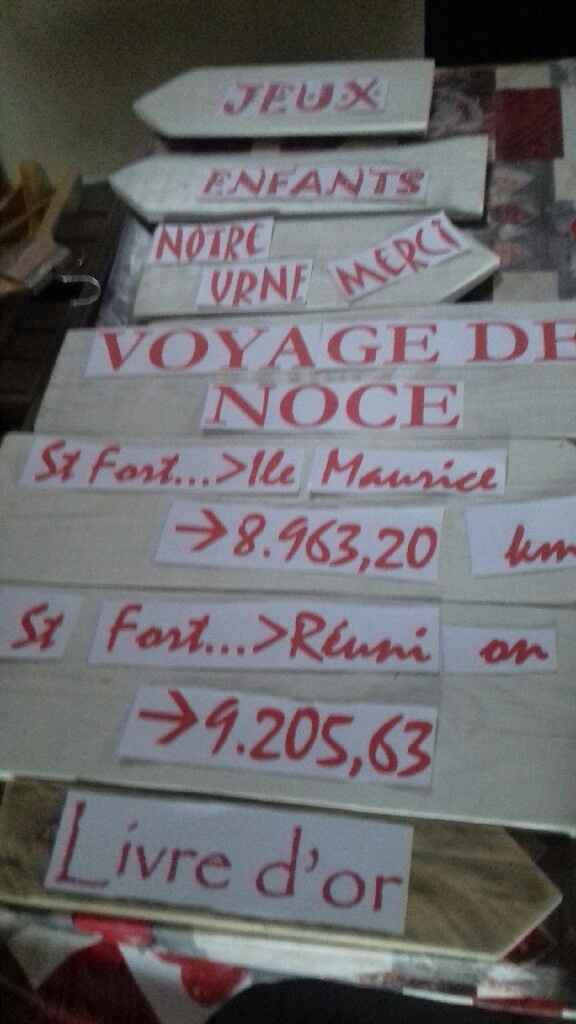 JEUX
ENFANTS
NOTRE
URNE MERCI
VOYAGE DE
NOCE
St Fort...>Ile Maurice
→8.963,20 km
St Fort...>Réuni on
→9.205,63
Livre d'or